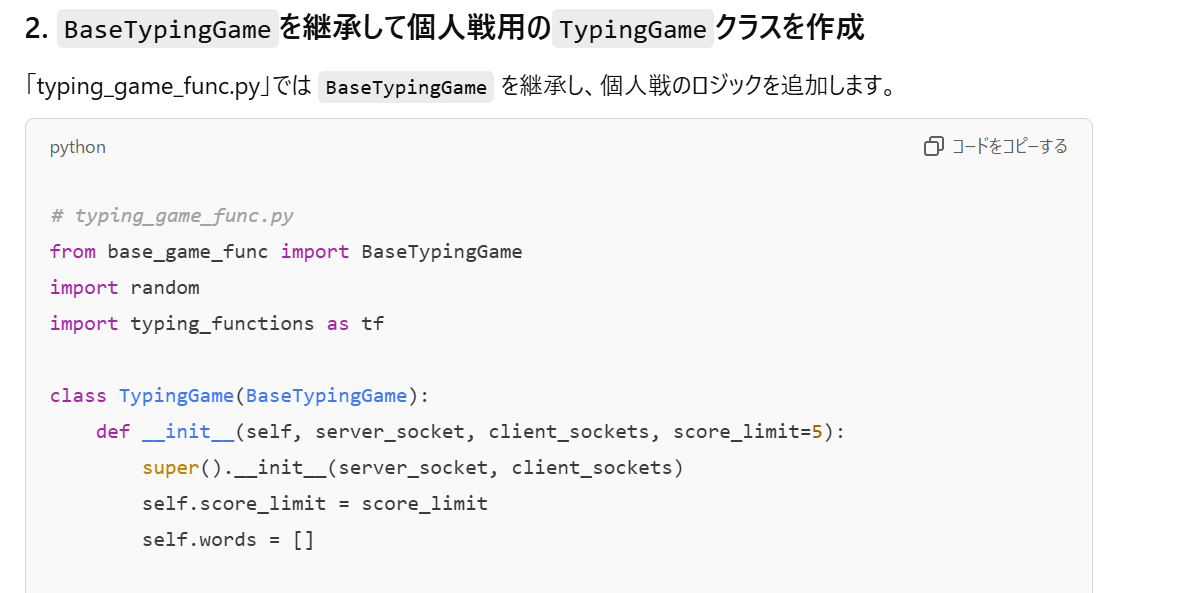 2. BaseTypingGameを継承して個人戦用のTypingGameクラスを作成
「typing_game_func.py」では BaseTypingGame を継承し、個人戦のロジックを追加します。
python
コードをコピーする
# typing_game_func.py
from base_game_func import BaseTypingGame
import random
import typing_functions as tf
class TypingGame(BaseTypingGame):
    def __init__(self, server_socket, client_sockets, score_limit=5):
        super().__init__(server_socket, client_sockets)
        self.score_limit = score_limit
        self.words = []